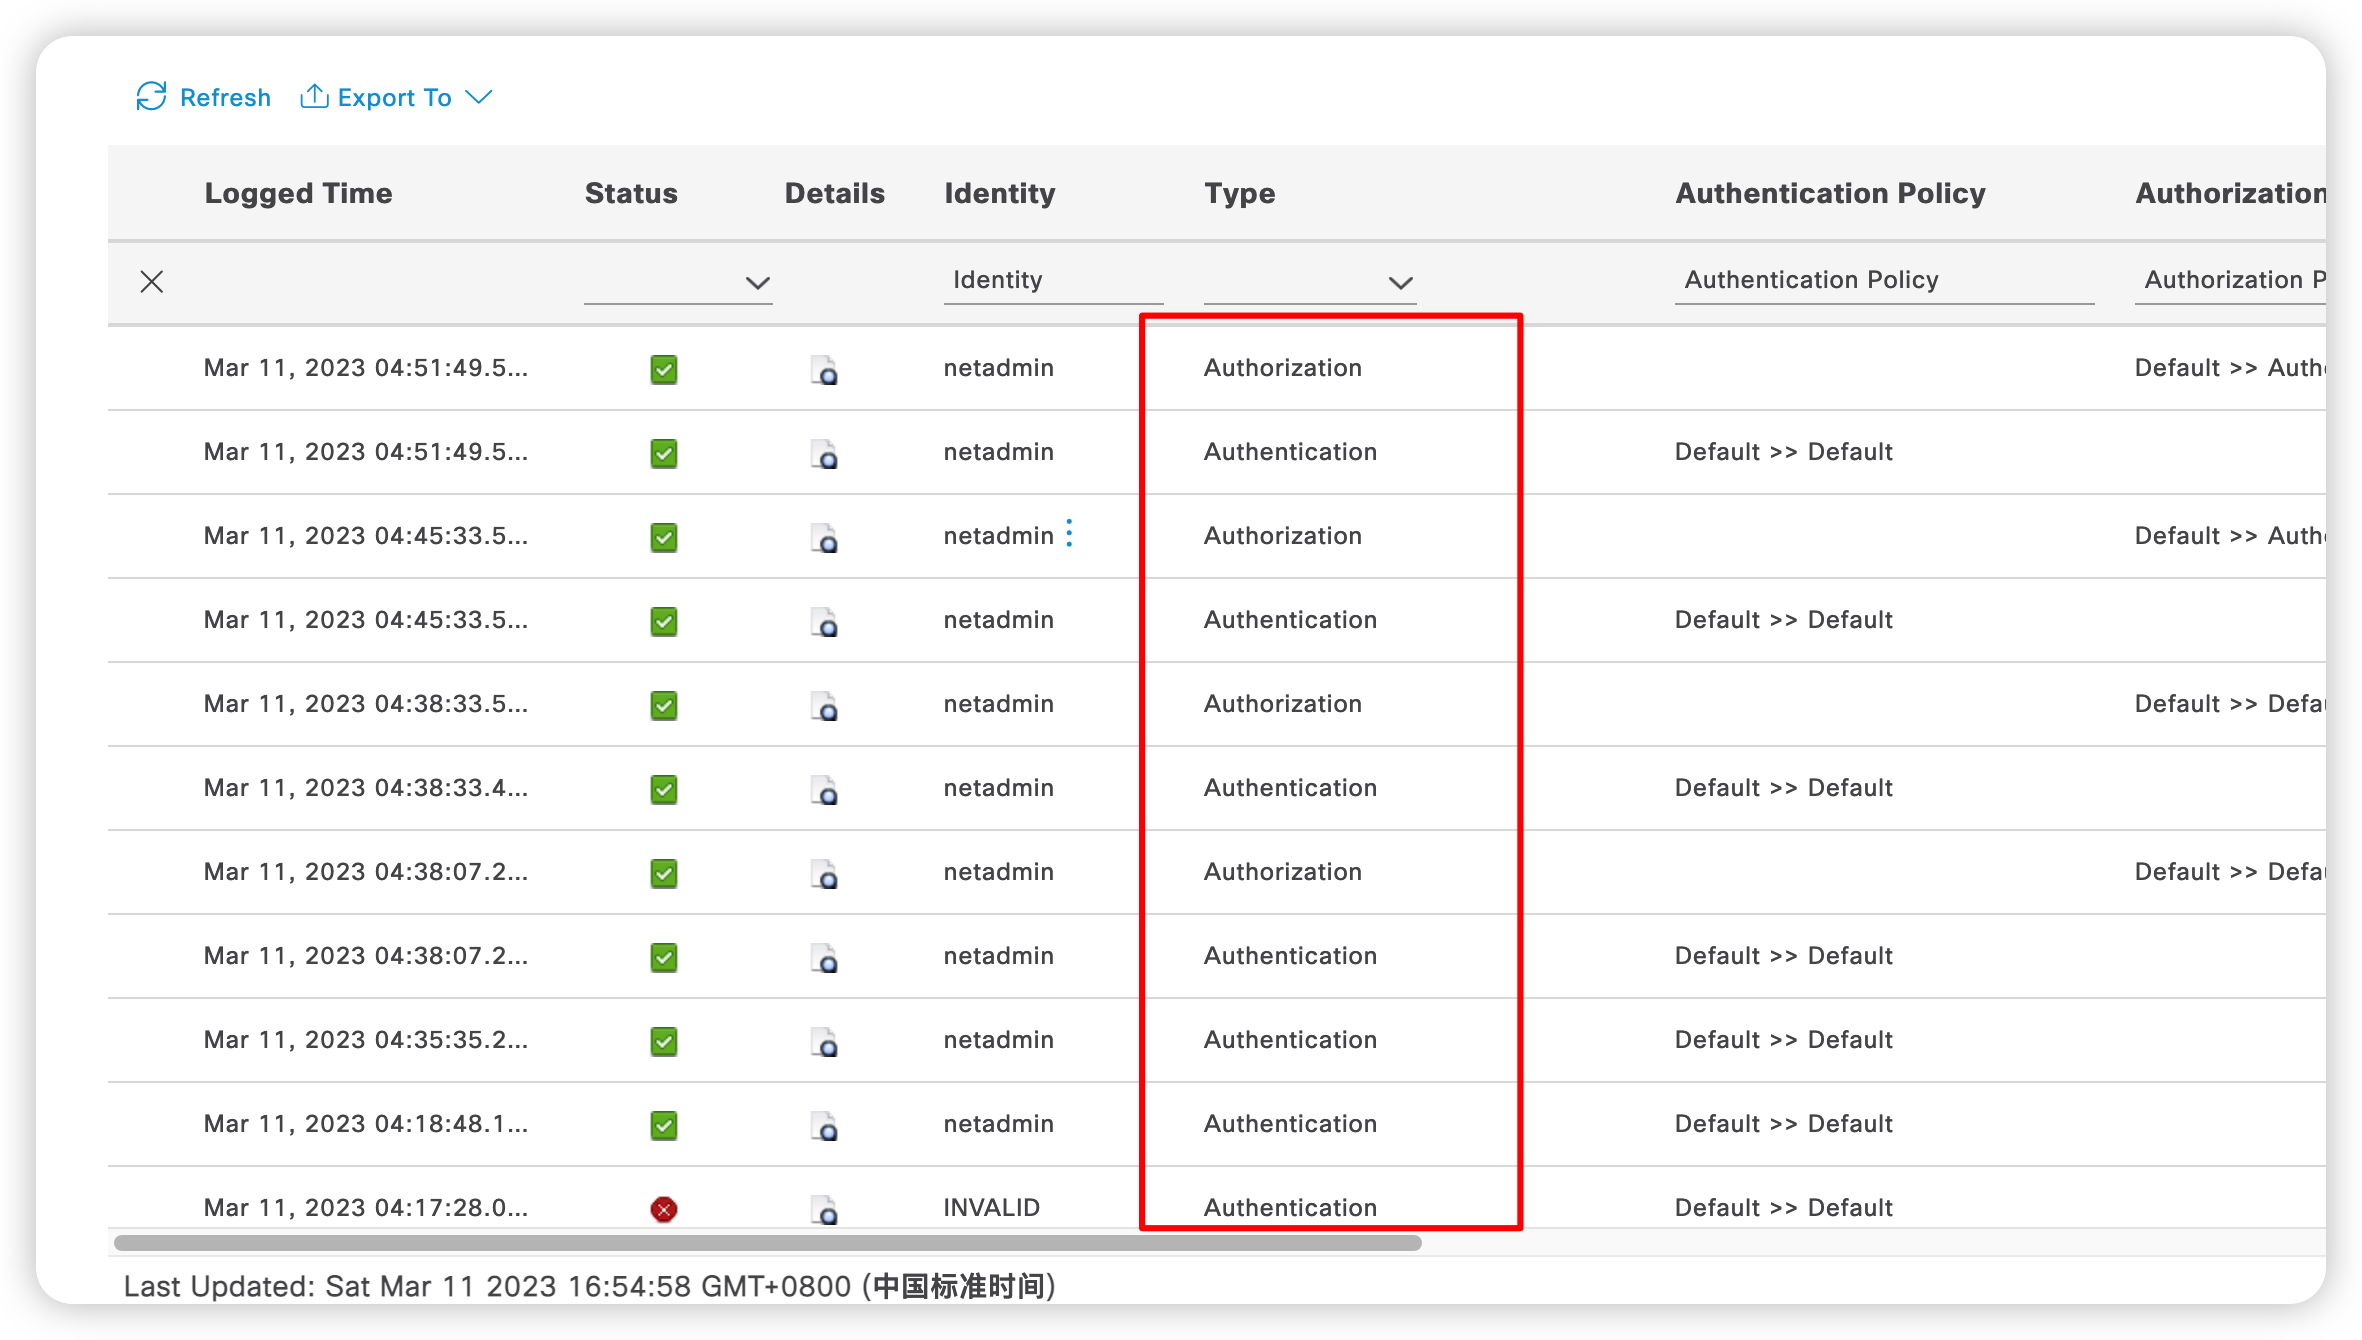 Refresh Export To
Logged Time Status Details Identity Type Authentication Policy Authorization
Identity Authentication Policy Authorization P
Mar 11, 2023 04:51:49.5... netadmin Authorization Default >> Auth
Mar 11, 2023 04:51:49.5... netadmin Authentication Default >> Default
Mar 11, 2023 04:45:33.5... netadmin Authorization Default >> Auth
Mar 11, 2023 04:45:33.5... netadmin Authentication Default >> Default
Mar 11, 2023 04:38:33.5... netadmin Authorization Default >> Defau
Mar 11, 2023 04:38:33.4... netadmin Authentication Default >> Default
Mar 11, 2023 04:38:07.2... netadmin Authorization Default >> Defau
Mar 11, 2023 04:38:07.2... netadmin Authentication Default >> Default
Mar 11, 2023 04:35:35.2... netadmin Authentication Default >> Default
Mar 11, 2023 04:18:48.1... netadmin Authentication Default >> Default
Mar 11, 2023 04:17:28.0... INVALID Authentication Default >> Default
Last Updated: Sat Mar 11 2023 16:54:58 GMT+0800 (中国标准时间)